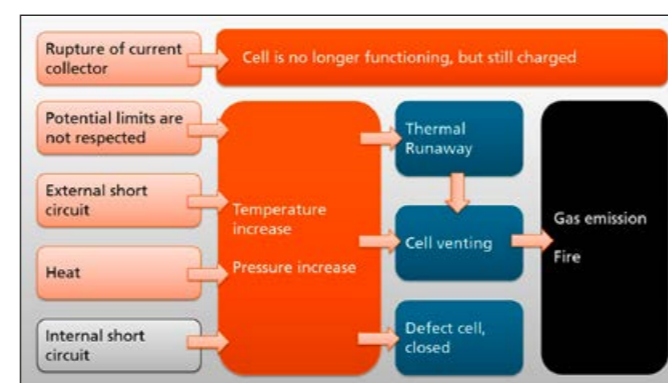 Rupture of current
collector
Cell is no longer functioning, but still charged
Potential limits are
not respected
External short
circuit
Heat
Internal short
circuit
Temperature
increase
Pressure increase
Thermal
Runaway
Cell venting
Defect cell,
closed
Gas emission
Fire